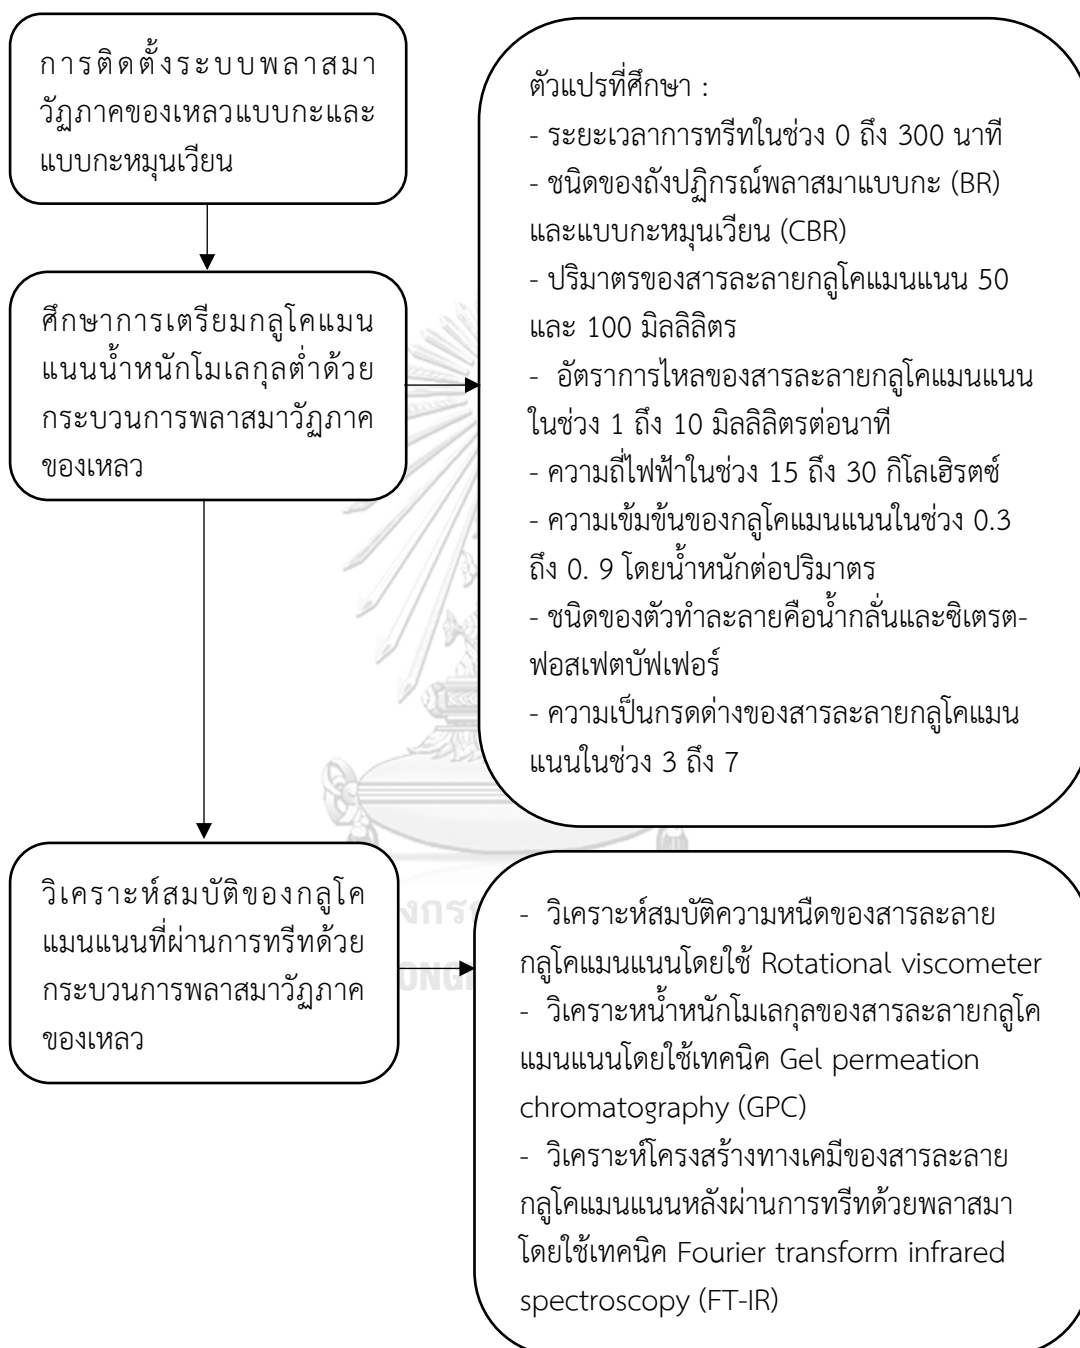 การติดตั้งระบบพลาสมา
วัฏภาคของเหลวแบบกะและ
แบบกะหมุนเวียน
ศึกษาการเตรียมกลูโคแมน
แนนน้ำหนักโมเลกุลต่ำด้วย
กระบวนการพลาสมาวัฏภาค
ของเหลว
ตัวแปรที่ศึกษา :
- ระยะเวลาการทรีทในช่วง 0 ถึง 300 นาที
- ชนิดของถังปฏิกรณ์พลาสมาแบบกะ (BR)
และแบบกะหมุนเวียน (CBR)
- ปริมาตรของสารละลายกลูโคแมนแนน 50
และ 100 มิลลิลิตร
- อัตราการไหลของสารละลายกลูโคแมนแนน
ในช่วง 1 ถึง 10 มิลลิลิตรต่อนาที
- ความถี่ไฟฟ้าในช่วง 15 ถึง 30 กิโลเฮิรตซ์
- ความเข้มข้นของกลูโคแมนแนนในช่วง 0.3
ถึง 0. 9 โดยน้ำหนักต่อปริมาตร
- ชนิดของตัวทำละลายคือน้ำกลั่นและซิเตรต-
ฟอสเฟตบัฟเฟอร์
- ความเป็นกรดด่างของสารละลายกลูโคแมน
แนนในช่วง 3 ถึง 7
วิเคราะห์สมบัติของกลูโค
แมนแนนที่ผ่านการทรีทด้วย
กระบวนการพลาสมาวัฏภาค
ของเหลว
- วิเคราะห์สมบัติความหนืดของสารละลาย
กลูโคแมนแนนโดยใช้ Rotational viscometer
- วิเคราะหน้ำหนักโมเลกุลของสารละลายกลูโค
แมนแนนโดยใช้เทคนิค Gel permeation
chromatography (GPC)
- วิเคราะห์โครงสร้างทางเคมีของสารละลาย
กลูโคแมนแนนหลังผ่านการทรีทด้วยพลาสมา
โดยใช้เทคนิค Fourier transform infrared
spectroscopy (FT-IR)